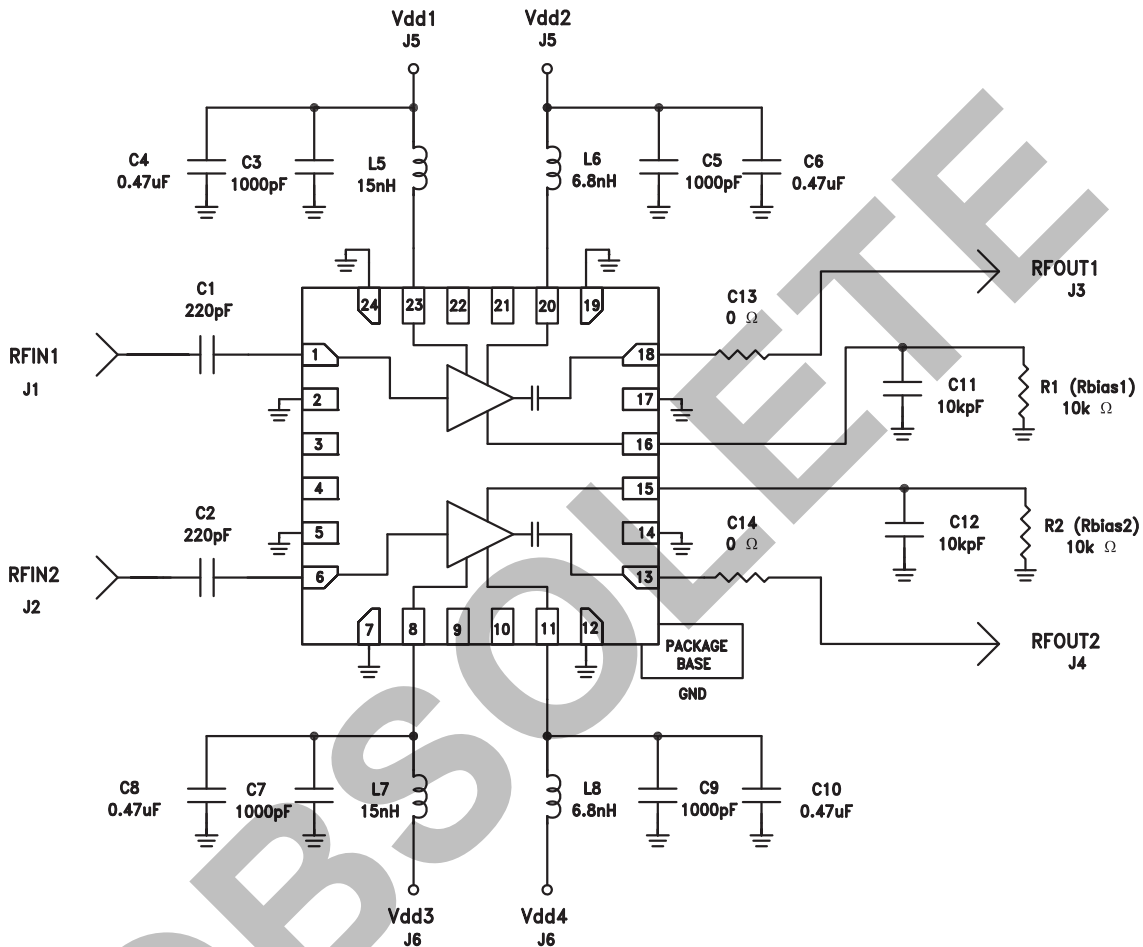 Vdd1
J5
Vdd2
J5
C4
0.47uF
C3
1000pF
L5
15nH
L6
6.8nH
C5
1000pF
C6
0.47uF
24
23
22
21
20
19
C1
220pF
C13
0 Ω
RFOUT1
J3
RFIN1
J1
1
18
2
17
C11
10kpF
R1 (Rbias1)
10k Ω
3
16
4
15
C2
220pF
5
14
C14
0 Ω
C12
10kpF
R2 (Rbias2)
10k Ω
RFIN2
J2
6
13
7
8
9
10
11
12
PACKAGE
BASE
GND
RFOUT2
J4
C8
0.47uF
C7
1000pF
L7
15nH
L8
6.8nH
C9
1000pF
C10
0.47uF
Vdd3
J6
Vdd4
J6
OBSOLETE